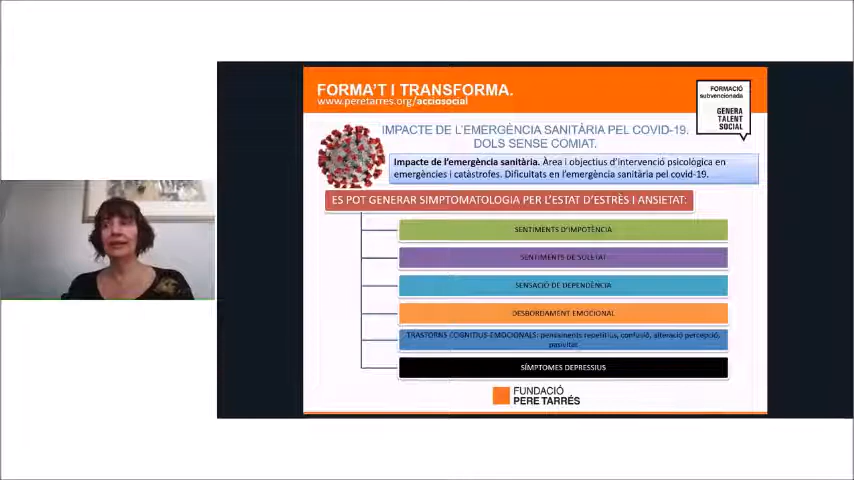 FORMA'T I TRANSFORMA.
www.peretarres.org/acciosocial
FORMACIÓ
subvencionada
GENERA
TALENT
SOCIAL
IMPACTE DE L'EMERGÈNCIA SANITÀRIA PEL COVID-19.
DOLS SENSE COMIAT.
Impacte de l'emergència sanitària. Àrea i objectius d'intervenció psicològica en
emergències i catàstrofes. Dificultats en l'emergència sanitària pel covid-19.
ES POT GENERAR SIMPTOMATOLOGIA PER L'ESTAT D'ESTRÈS I ANSIETAT:
SENTIMENTS D'IMPOTÈNCIA
SENTIMENTS DE SOLETAT
SENSACIÓ DE DEPENDÈNCIA
DESBORDAMENT EMOCIONAL
TRASTORNS COGNITIUS-EMOCIONALS: pensaments repetitius, confusió, alteració percepció,
passivitat
SÍMPTOMES DEPRESSIUS
FUNDACIÓ
PERE TARRÉS